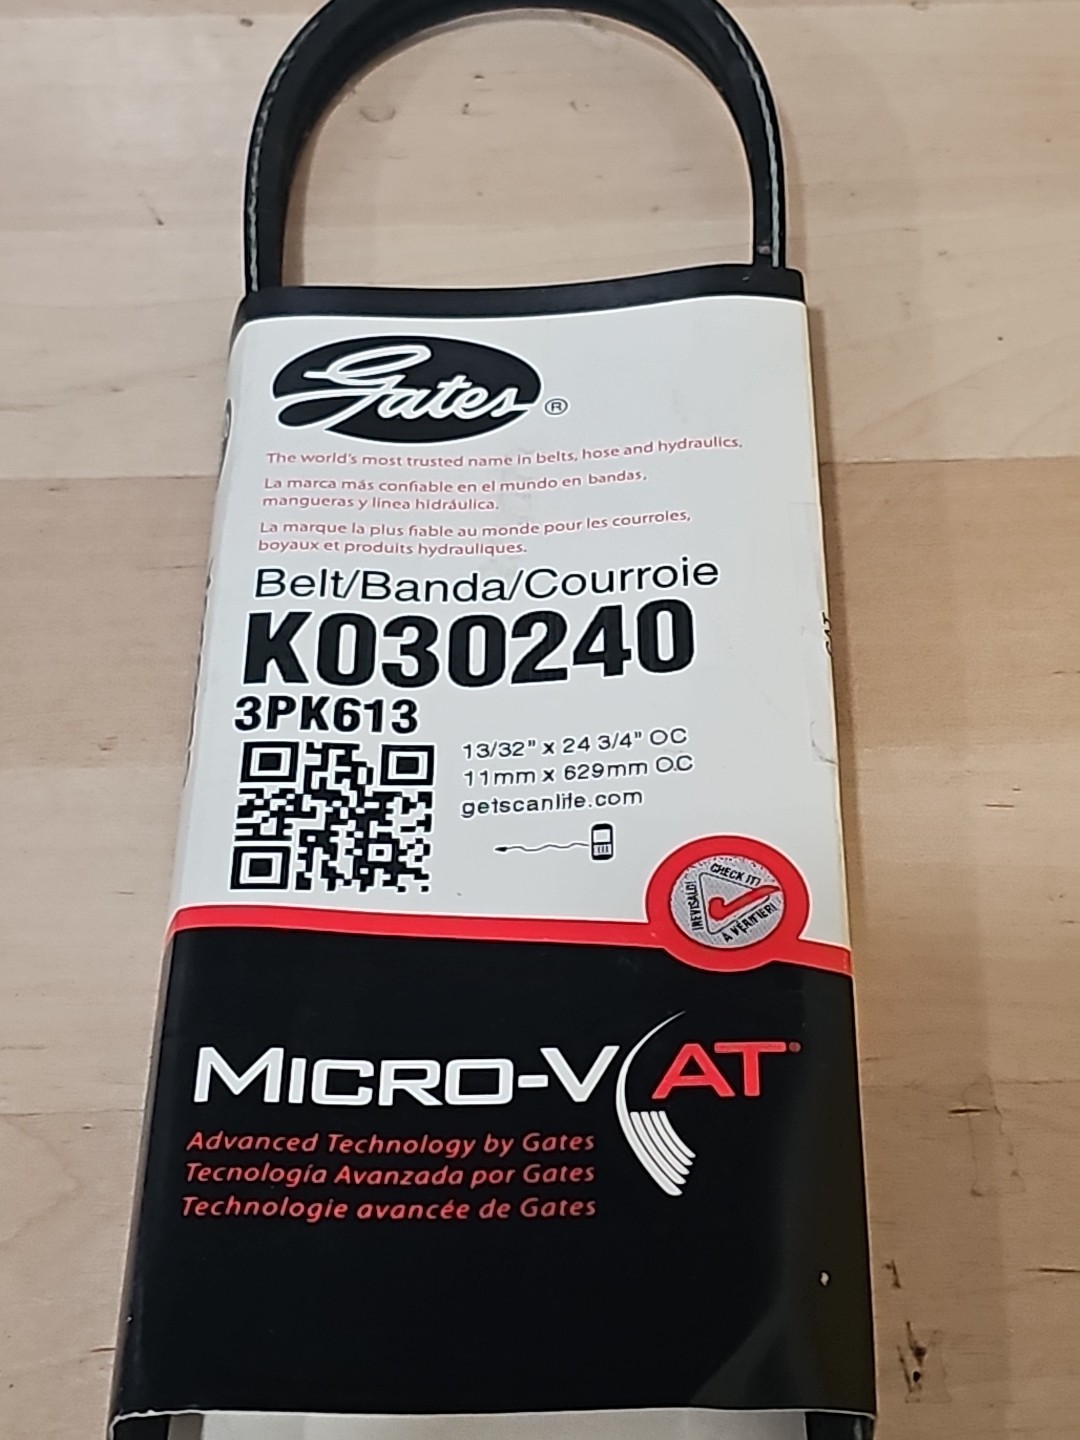 Gates®
The world's most trusted name in belts, hose and hydraulics.
La marca más confiable en el mundo en bandas,
mangueras y linea hidráulica.
La marque la plus fiable au monde pour les courroies,
boyaux et produits hydrauliques.
Belt/Banda/Courroie
K030240
3PK613
13/32" x 24 3/4" OC
11mm x 629mm O.C
getscanlife.com
CHECK IT!
¡REVISALO!
À VÉRIFIER!
MICRO-V AT®
Advanced Technology by Gates
Tecnología Avanzada por Gates
Technologie avancée de Gates